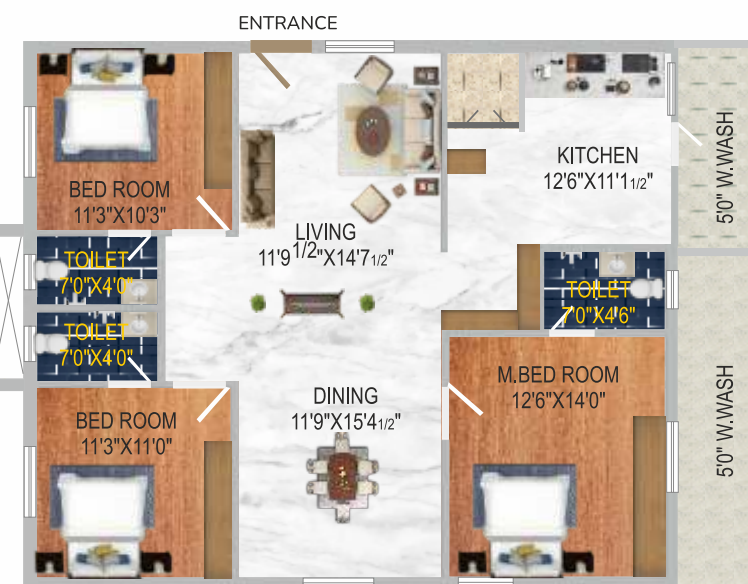 ENTRANCE
BED ROOM
11'3"X10'3"
LIVING
11'9 1/2"X14'7 1/2"
KITCHEN
12'6"X11'1 1/2"
5'0" W.WASH
TOILET
7'0"X4'0"
TOILET
7'0"X4'0"
TOILET
7'0"X4'6"
BED ROOM
11'3"X11'0"
DINING
11'9"X15'4 1/2"
M.BED ROOM
12'6"X14'0"
5'0" W.WASH